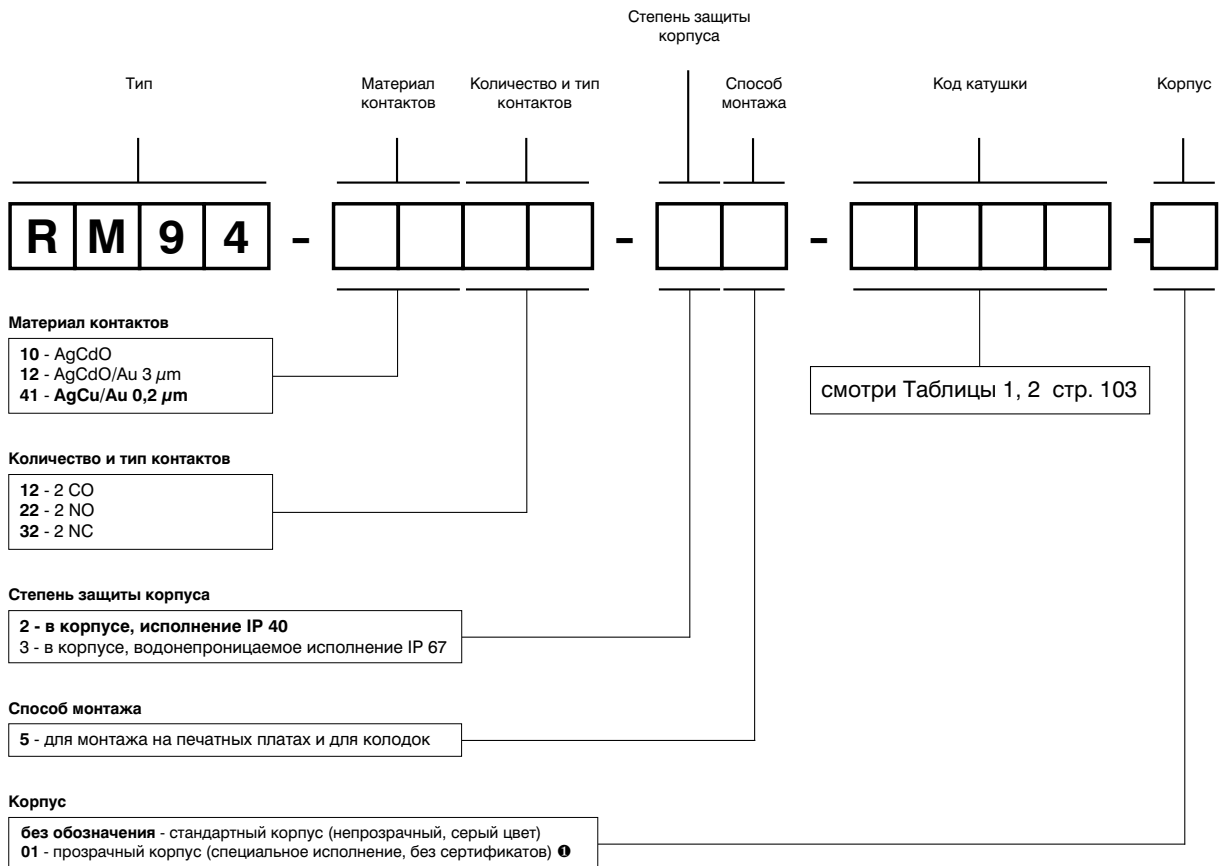 Степень защиты
корпуса
Тип
Материал
контактов
Количество и тип
контактов
Способ
монтажа
Код катушки
Корпус
R M 9 4 - - - -
Материал контактов
10 - AgCdO
12 - AgCdO/Au 3 µm
41 - AgCu/Au 0,2 µm
смотри Таблицы 1, 2 стр. 103
Количество и тип контактов
12 - 2 CO
22 - 2 NO
32 - 2 NC
Степень защиты корпуса
2 - в корпусе, исполнение IP 40
3 - в корпусе, водонепроницаемое исполнение IP 67
Способ монтажа
5 - для монтажа на печатных платах и для колодок
Корпус
без обозначения - стандартный корпус (непрозрачный, серый цвет)
01 - прозрачный корпус (специальное исполнение, без сертификатов) ❶